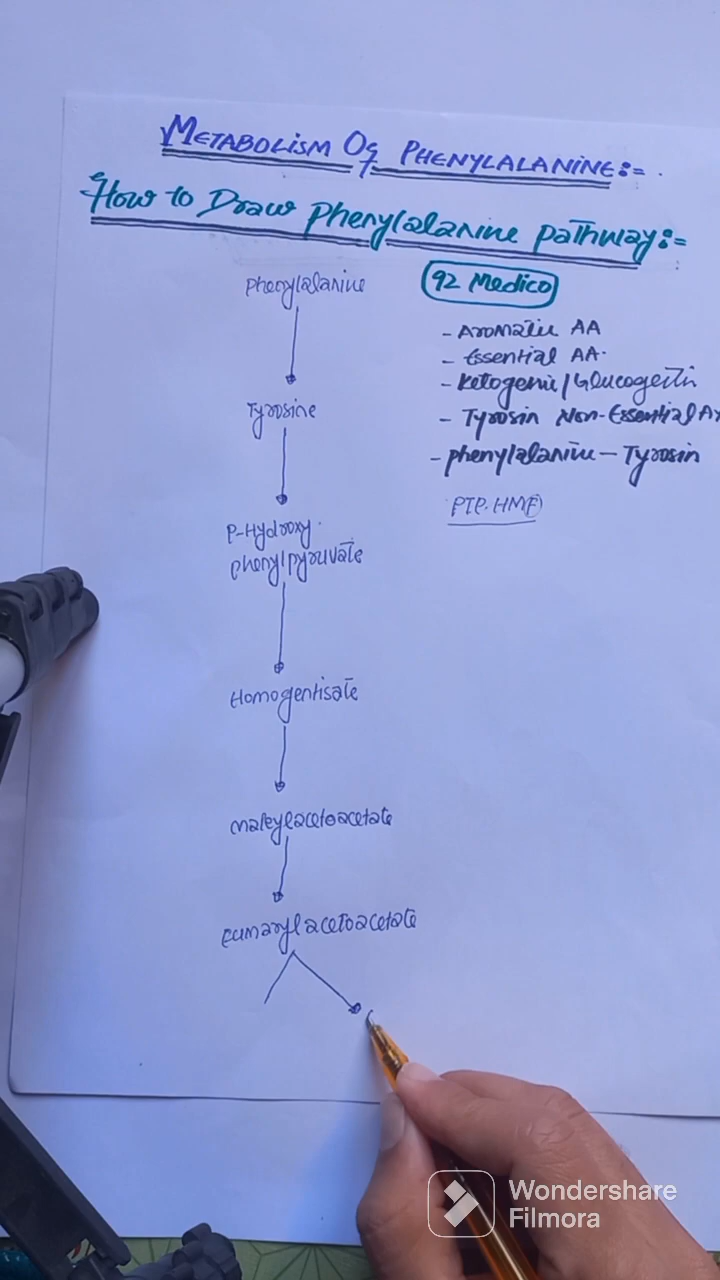 METABOLISM Of PHENYLALANINE:=.
How to Draw phenylalanine pathway:=
92 Medico
phenylalanine
- Aromatic AA
- Essential AA.
- Ketogenic/Glucogetin
Tyrosine
- Tyrosin Non-Essential AA
- phenylalanine - Tyrosin
PTP.HMF
P-Hydroxy.
phenylpyruvate
Homogentisate
maleylacetoacetate
Fumarylacetoacetate
Wondershare
Filmora